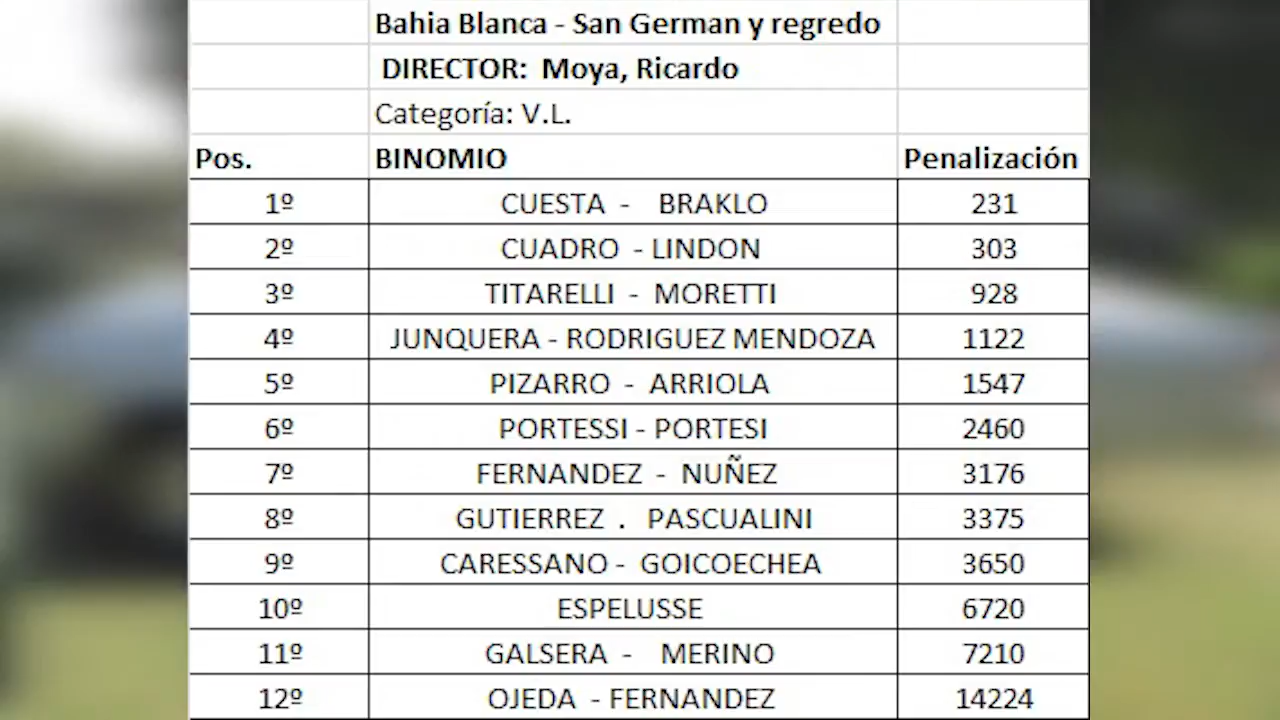 Bahia Blanca - San German y regredo
DIRECTOR: Moya, Ricardo
Categoría: V.L.
Pos. BINOMIO Penalización
1º CUESTA - BRAKLO 231
2º CUADRO - LINDON 303
3º TITARELLI - MORETTI 928
4º JUNQUERA - RODRIGUEZ MENDOZA 1122
5º PIZARRO - ARRIOLA 1547
6º PORTESSI - PORTESI 2460
7º FERNANDEZ - NUÑEZ 3176
8º GUTIERREZ . PASCUALINI 3375
9º CARESSANO - GOICOECHEA 3650
10º ESPELUSSE 6720
11º GALSERA - MERINO 7210
12º OJEDA - FERNANDEZ 14224